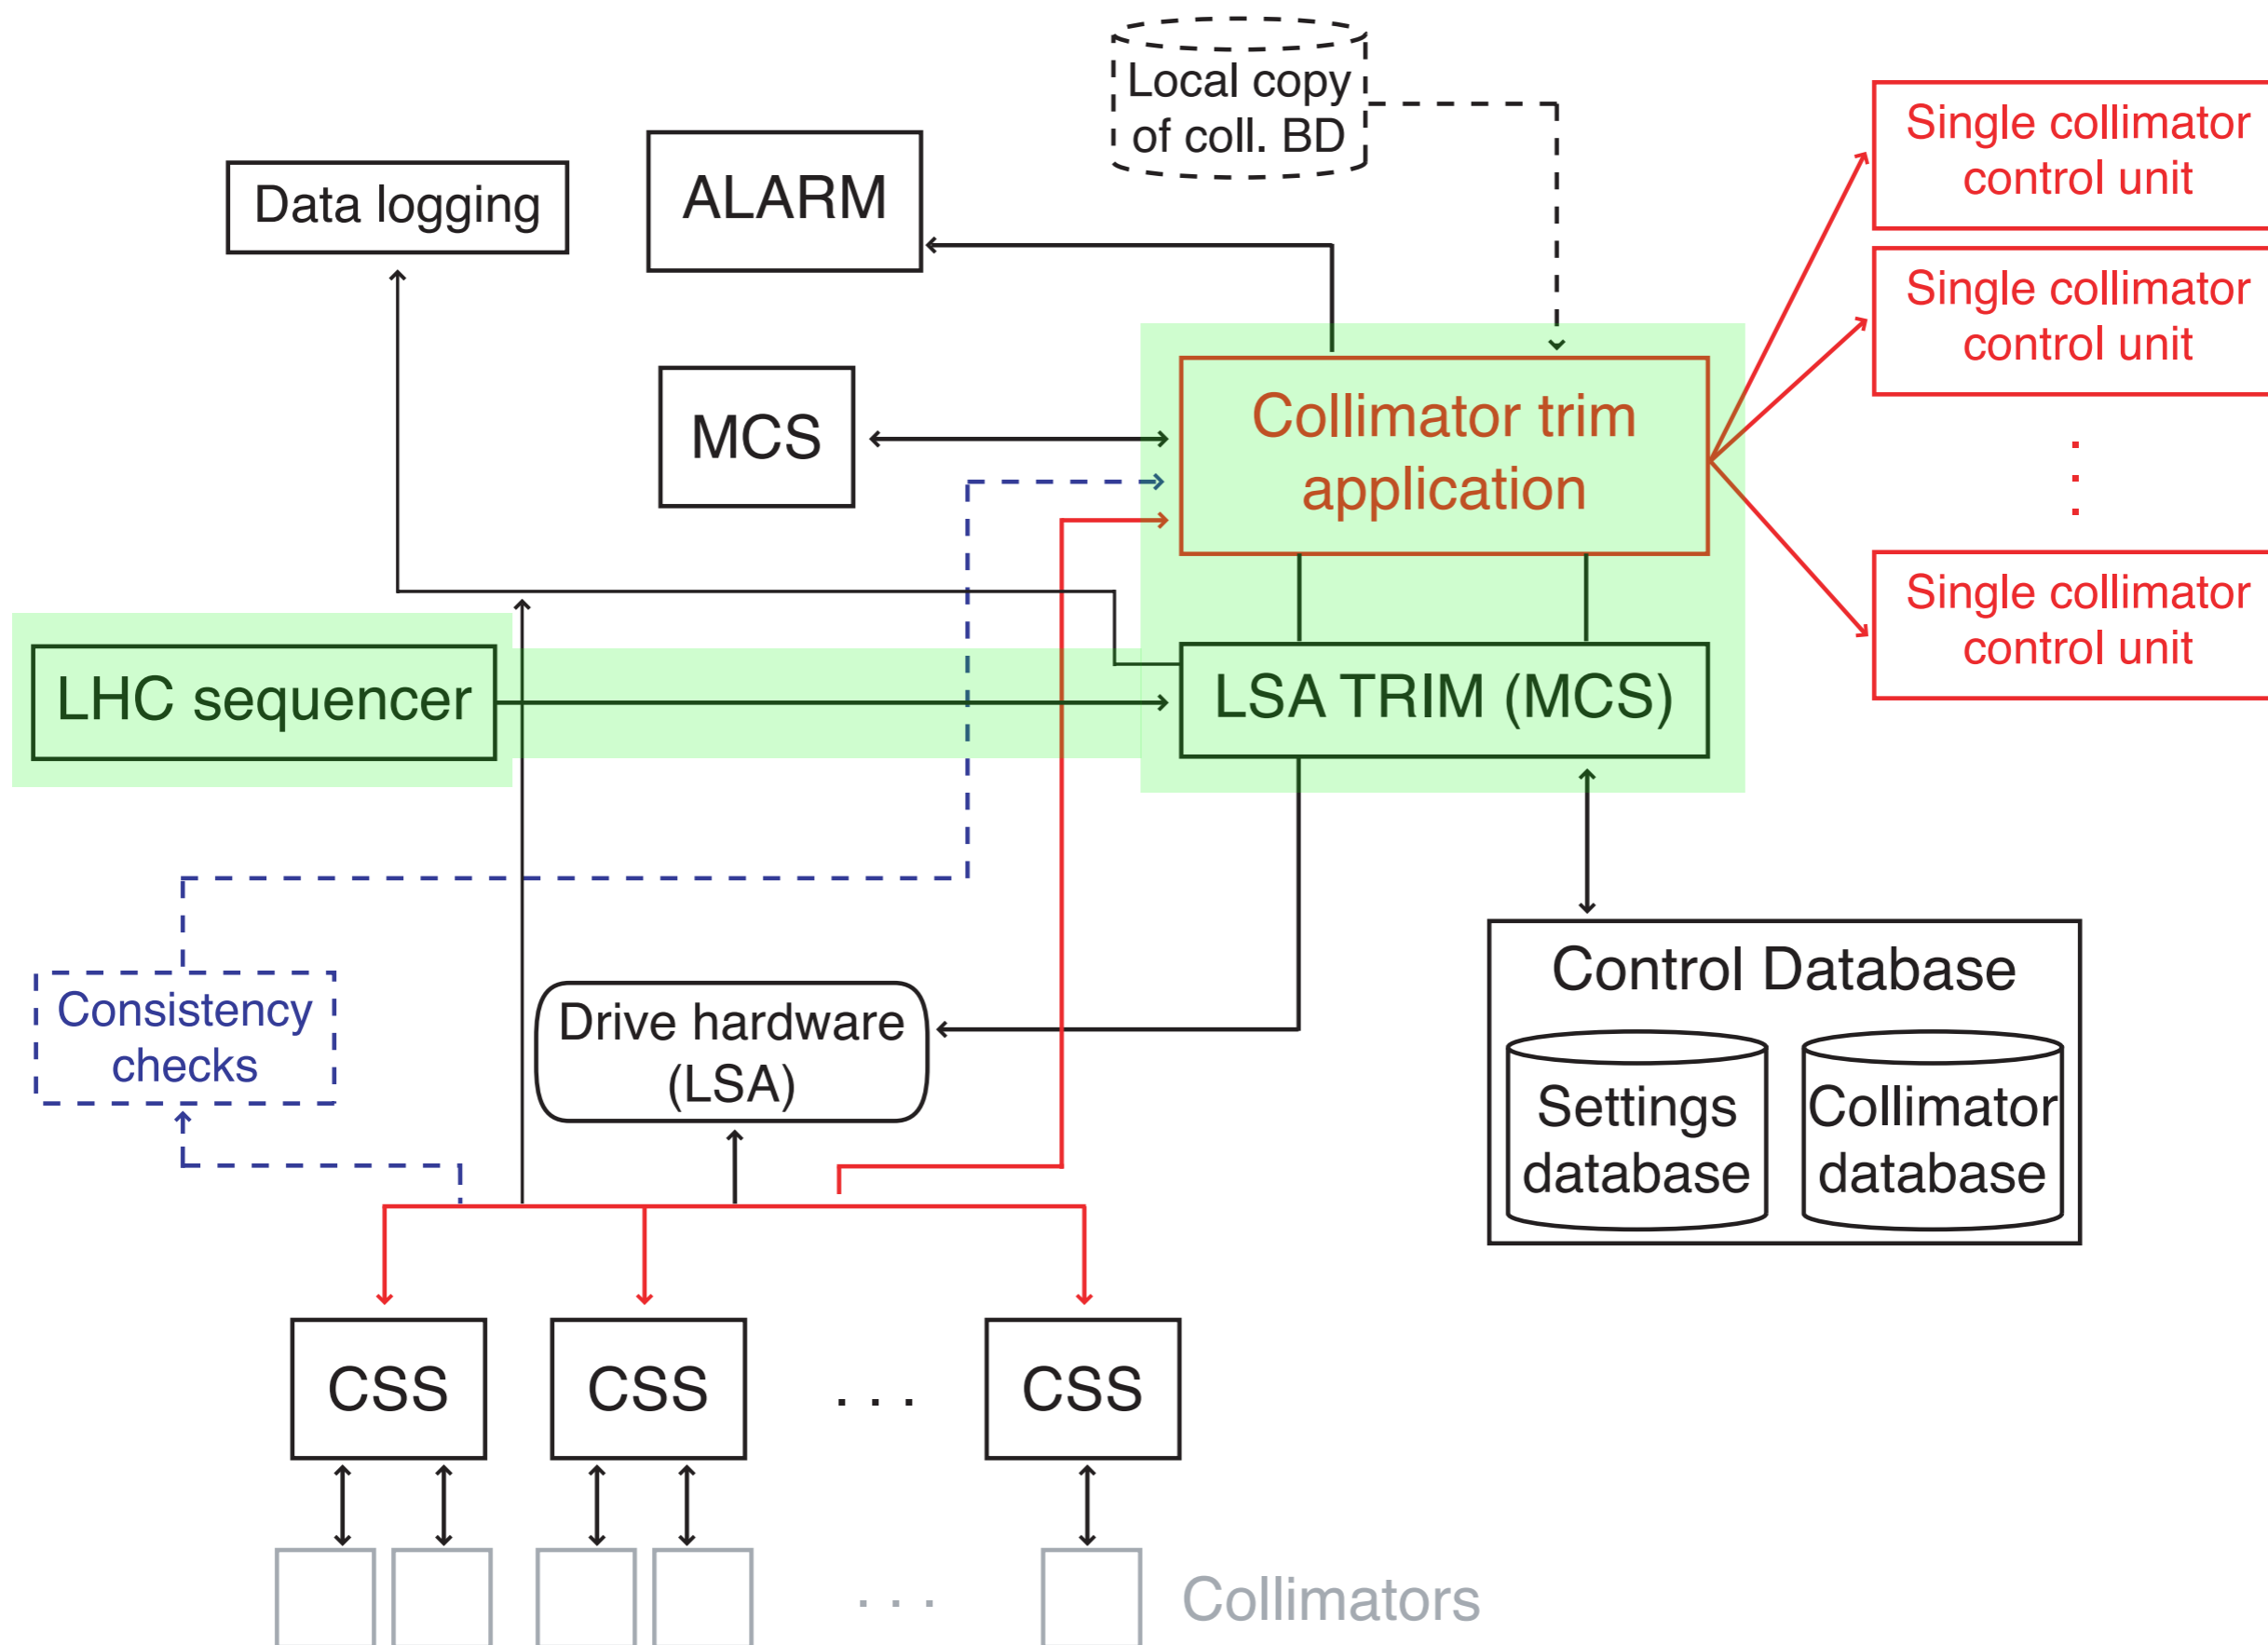 Local copy
of coll. BD
Single collimator
control unit
ALARM
Data logging
Single collimator
control unit
MCS
Collimator trim
application
Single collimator
control unit
LHC sequencer
LSA TRIM (MCS)
Control Database
Consistency
checks
Drive hardware
(LSA)
Settings
database
Collimator
database
CSS
CSS
. . .
CSS
. . .
Collimators